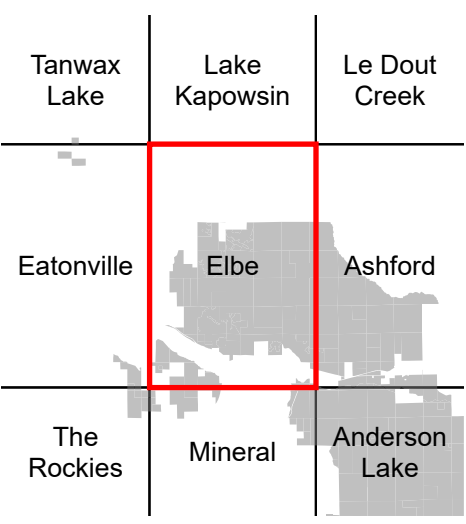 Tanwax
Lake
Lake
Kapowsin
Le Dout
Creek
Eatonville
Elbe
Ashford
The
Rockies
Mineral
Anderson
Lake